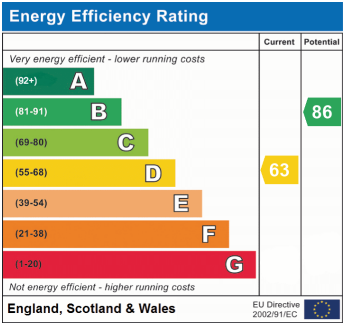 Energy Efficiency Rating
Current Potential
Very energy efficient - lower running costs
(92+) A
(81-91) B 86
(69-80) C
(55-68) D 63
(39-54) E
(21-38) F
(1-20) G
Not energy efficient - higher running costs
England, Scotland & Wales
EU Directive
2002/91/EC